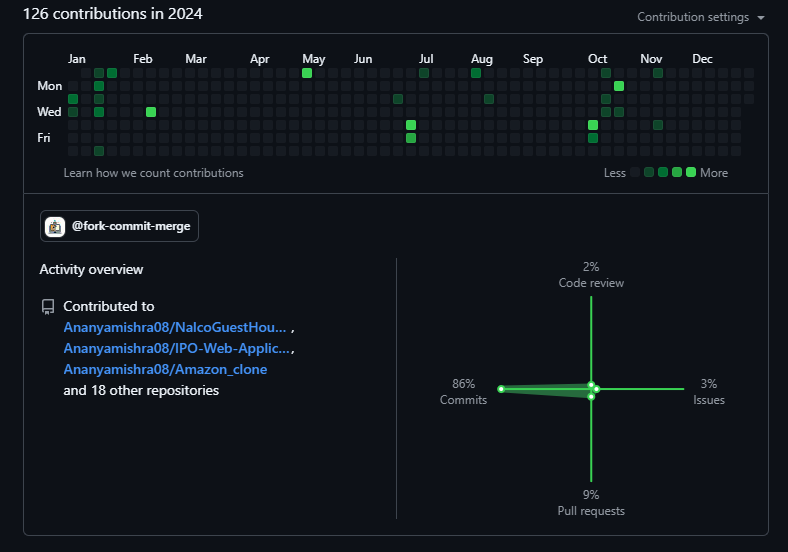 126 contributions in 2024
Contribution settings
Jan Feb Mar Apr May Jun Jul Aug Sep Oct Nov Dec
Mon
Wed
Fri
Learn how we count contributions
Less More
@fork-commit-merge
Activity overview
Contributed to
Ananyamishra08/NalcoGuestHou... ,
Ananyamishra08/IPO-Web-Applic...,
Ananyamishra08/Amazon_clone
and 18 other repositories
2%
Code review
86%
Commits
3%
Issues
9%
Pull requests